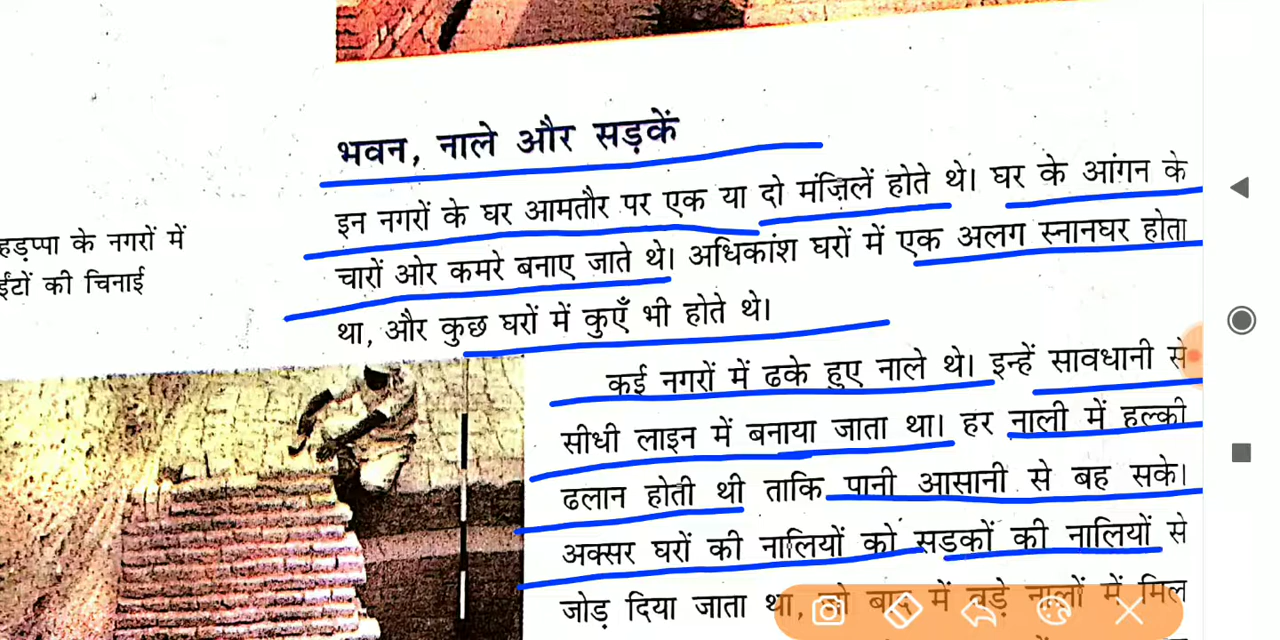 भवन, नाले और सड़कें
इन नगरों के घर आमतौर पर एक या दो मंज़िलें होते थे। घर के आंगन के
चारों ओर कमरे बनाए जाते थे। अधिकांश घरों में एक अलग स्नानघर होता
था, और कुछ घरों में कुएँ भी होते थे।
हड़प्पा के नगरों में
ईंटों की चिनाई
कई नगरों में ढके हुए नाले थे। इन्हें सावधानी से
सीधी लाइन में बनाया जाता था। हर नाली में हल्की
ढलान होती थी ताकि पानी आसानी से बह सके।
अक्सर घरों की नालियों को सड़कों की नालियों से
जोड़ दिया जाता था, जो बाद में बड़े नालों में मिल